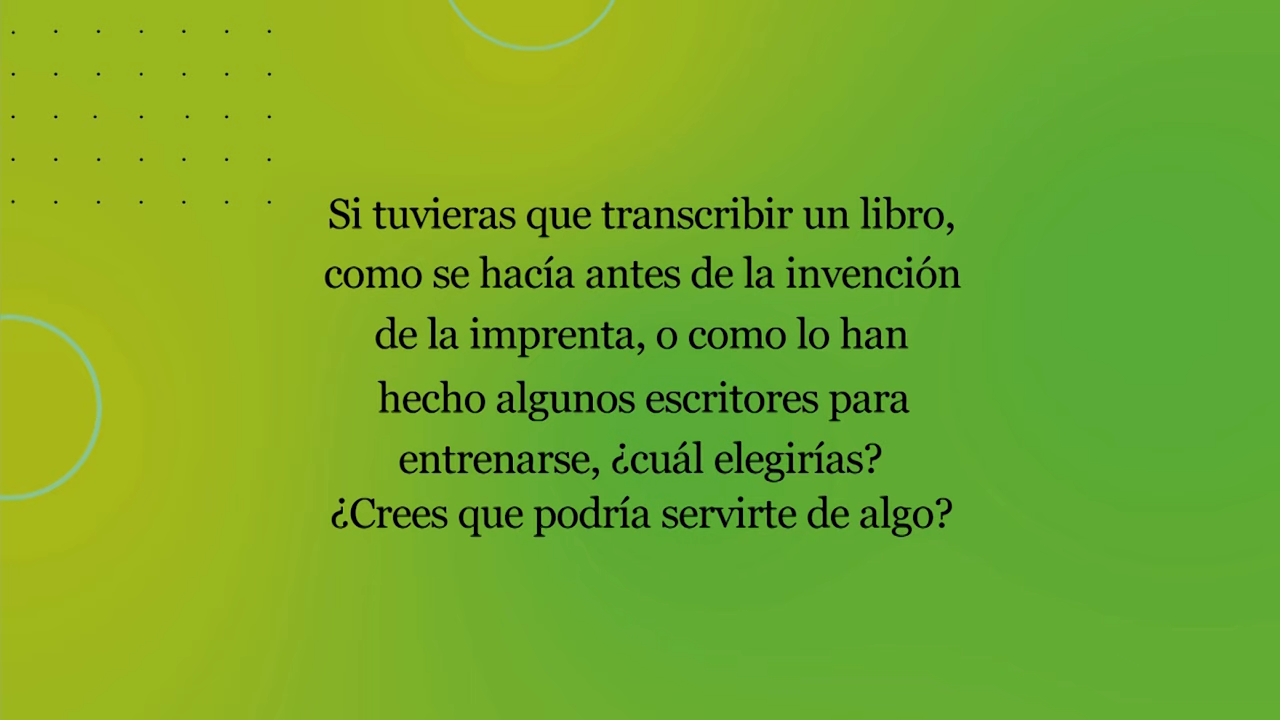 Si tuvieras que transcribir un libro,
como se hacía antes de la invención
de la imprenta, o como lo han
hecho algunos escritores para
entrenarse, ¿cuál elegirías?
¿Crees que podría servirte de algo?